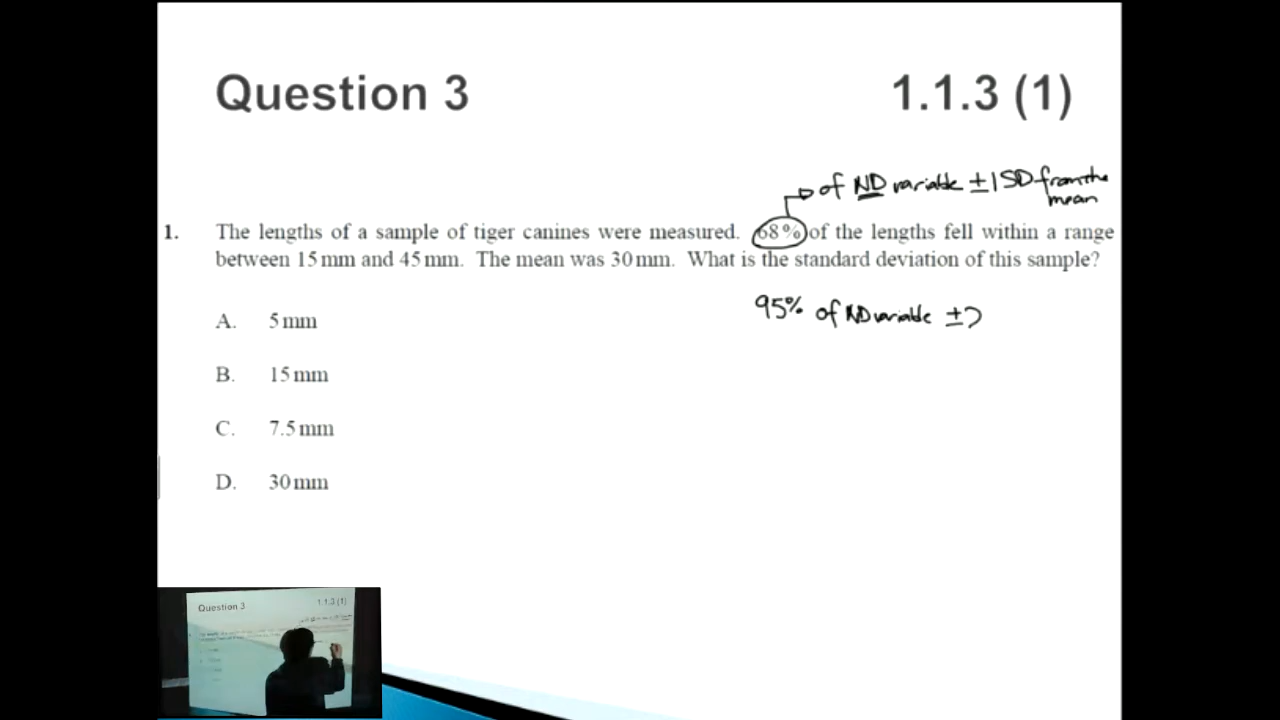 Question 3
1.1.3 (1)
of ND variable ±1SD from the
mean
1. The lengths of a sample of tiger canines were measured. 68% of the lengths fell within a range
between 15 mm and 45 mm. The mean was 30 mm. What is the standard deviation of this sample?
95% of ND variable ±2
A. 5 mm
B. 15 mm
C. 7.5 mm
D. 30 mm
Question 3
1.1.3 (1)